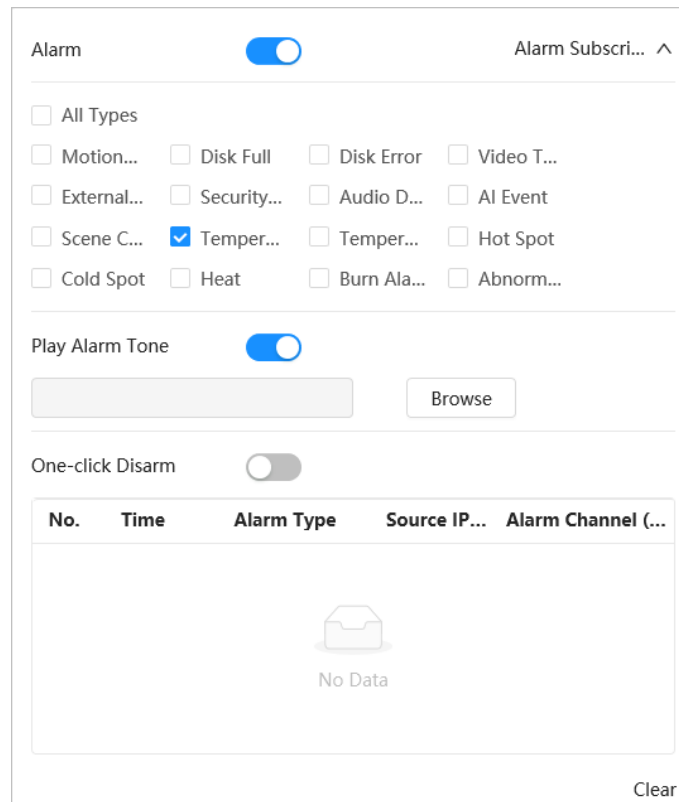 Alarm Alarm Subscri...
All Types
Motion... Disk Full Disk Error Video T...
External... Security... Audio D... AI Event
Scene C... Temper... Temper... Hot Spot
Cold Spot Heat Burn Ala... Abnorm...
Play Alarm Tone
Browse
One-click Disarm
No. Time Alarm Type Source IP... Alarm Channel (...
No Data
Clear